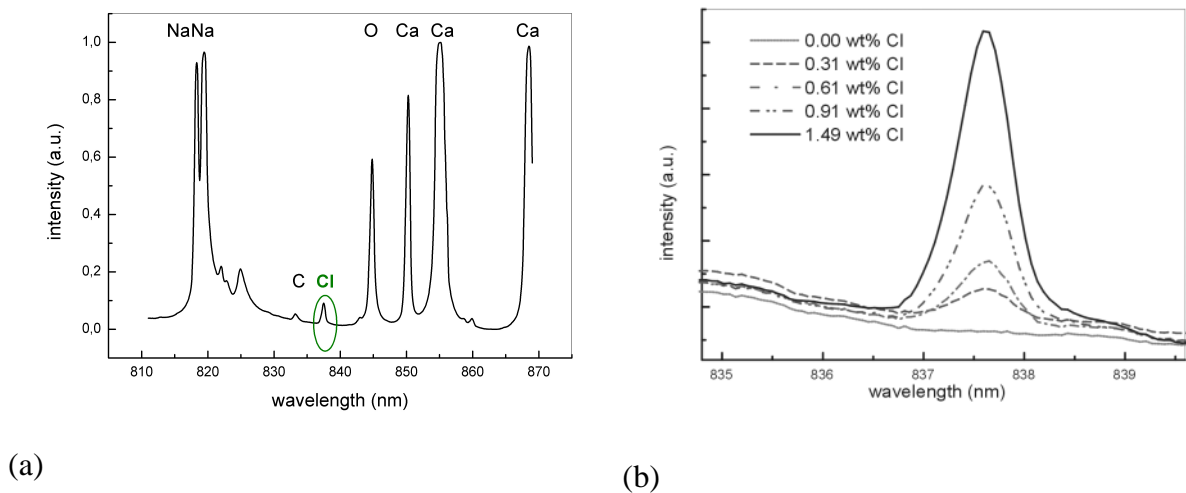 NaNa O Ca Ca Ca
1,0
0,8
0,6
0,4
0,2
0,0
C Cl
intensity (a.u.)
810 820 830 840 850 860 870
wavelength (nm)
(a)
0.00 wt% Cl
0.31 wt% Cl
0.61 wt% Cl
0.91 wt% Cl
1.49 wt% Cl
intensity (a.u.)
835 836 837 838 839
wavelength (nm)
(b)